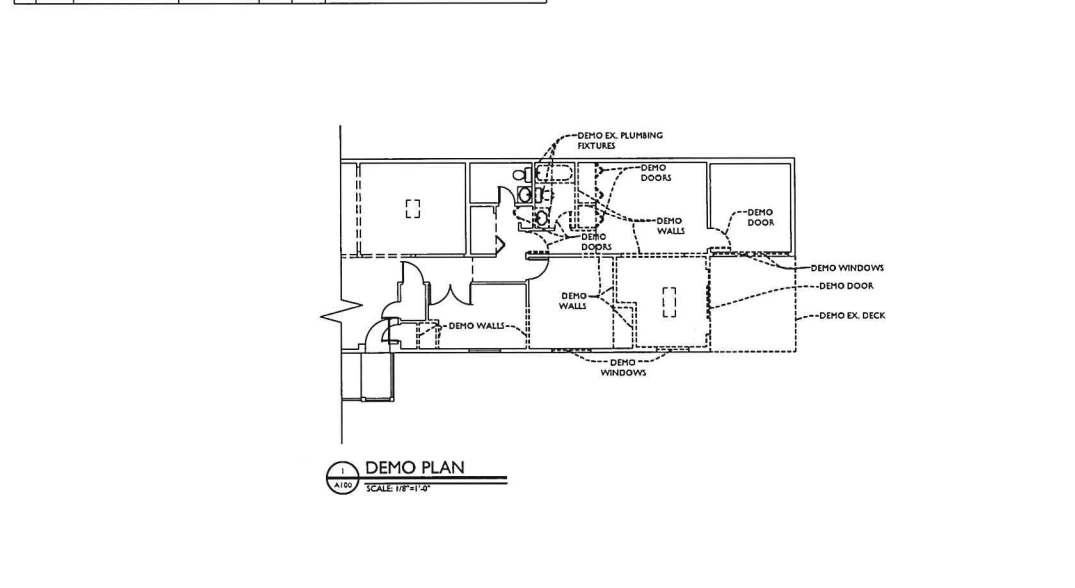 DEMO EX. PLUMBING
FIXTURES
DEMO
DOORS
DEMO
DOOR
DEMO
WALLS
DEMO
DOORS
DEMO WINDOWS
DEMO DOOR
DEMO
WALLS
DEMO EX. DECK
DEMO WALLS
DEMO
WINDOWS
1
A100
DEMO PLAN
SCALE: 1/8"=1'-0"